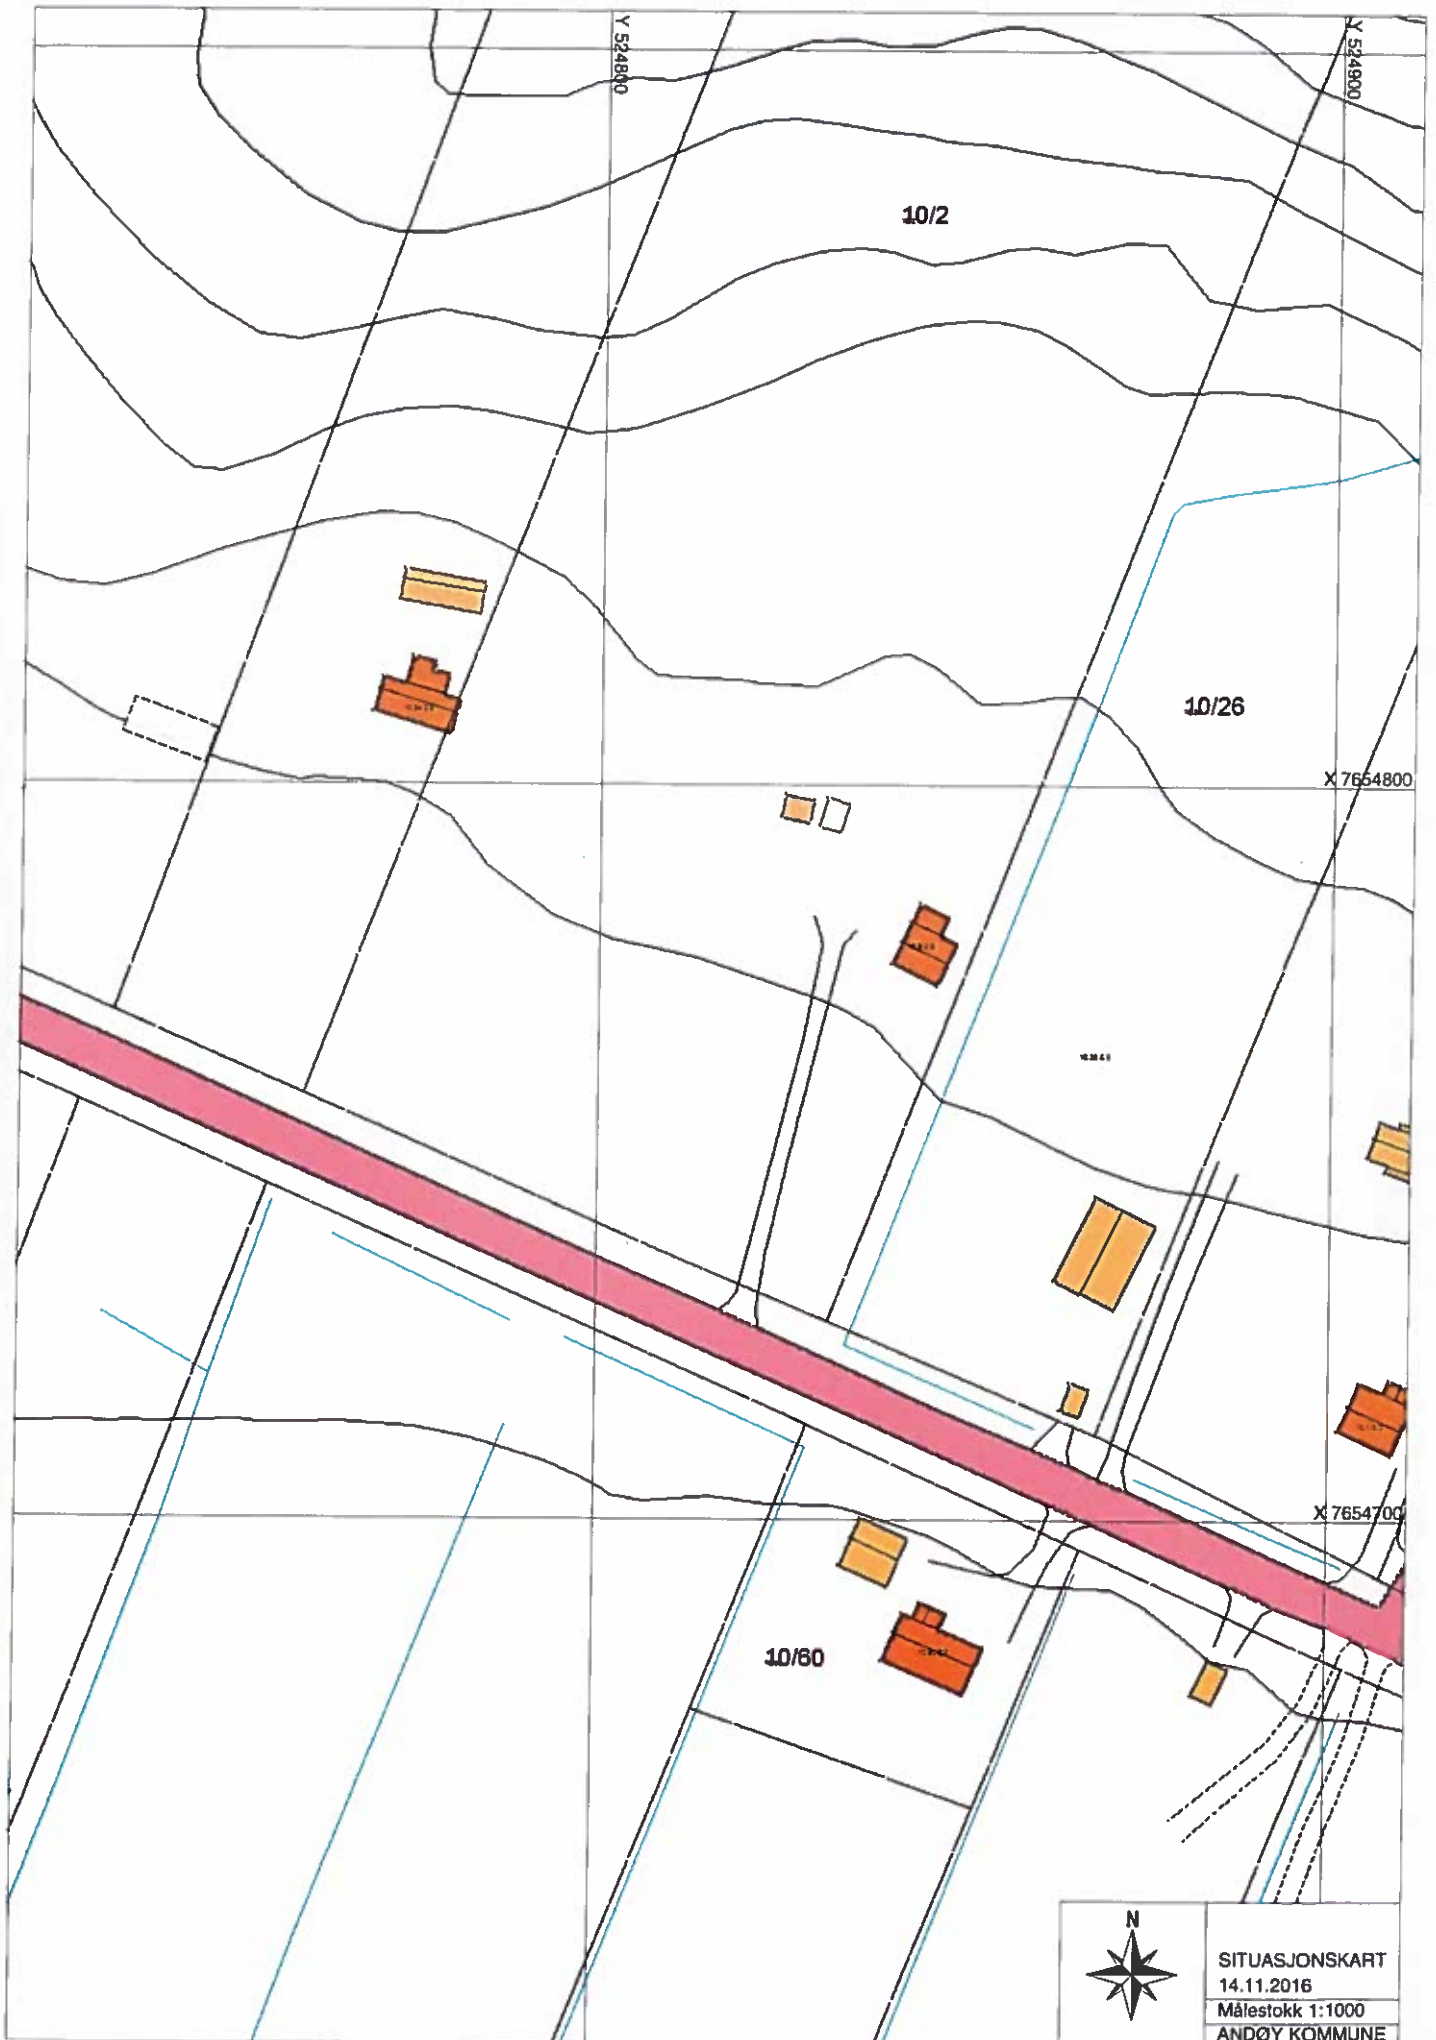 Y 524800
Y 524900
10/2
10/26
X 7654800
X 7654700
10/60
N
SITUASJONSKART
14.11.2016
Målestokk 1:1000
ANDØY KOMMUNE